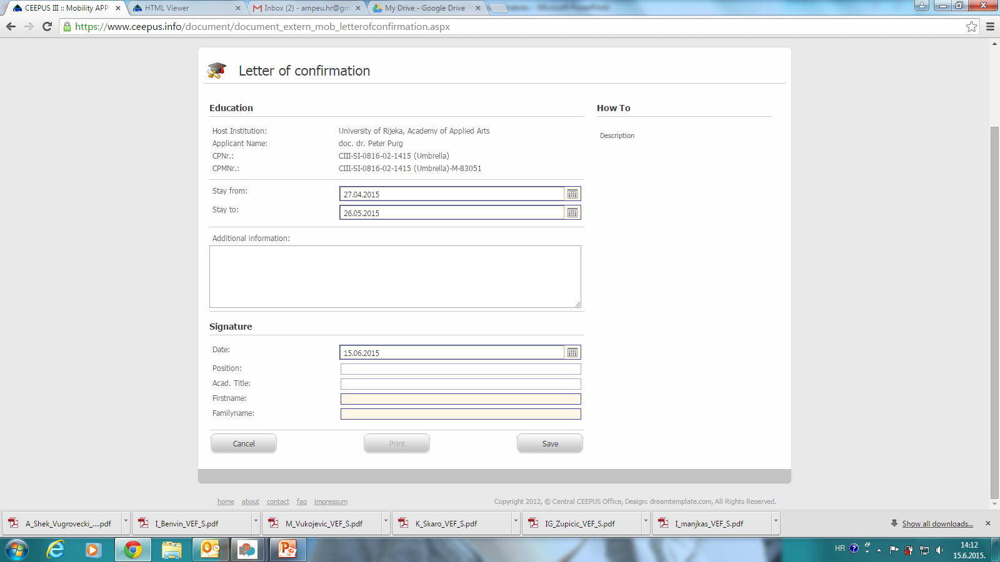 CEEPUS III :: Mobility APP
HTML Viewer
Inbox (2) - ampeu.hr@gm
My Drive - Google Drive
https://www.ceepus.info/document/document_extern_mob_letterofconfirmation.aspx
Letter of confirmation
Education
How To
Host Institution: University of Rijeka, Academy of Applied Arts
Description
Applicant Name: doc. dr. Peter Purg
CPNr.: CIII-SI-0816-02-1415 (Umbrella)
CPMNr.: CIII-SI-0816-02-1415 (Umbrella)-M-83051
Stay from: 27.04.2015
Stay to: 26.05.2015
Additional information:
Signature
Date: 15.06.2015
Position:
Acad. Title:
Firstname:
Familyname:
Cancel Print Save
home about contact faq impressum
Copyright 2012, © Central CEEPUS Office, Design: dreamtemplate.com, All Rights Reserved.
A_Shek_Vugrovecki_....pdf
I_Benvin_VEF_S.pdf
M_Vukojevic_VEF_S.pdf
K_Skaro_VEF_S.pdf
IG_Zupicic_VEF_S.pdf
I_manjkas_VEF_S.pdf
Show all downloads...
HR
14:12
15.6.2015.